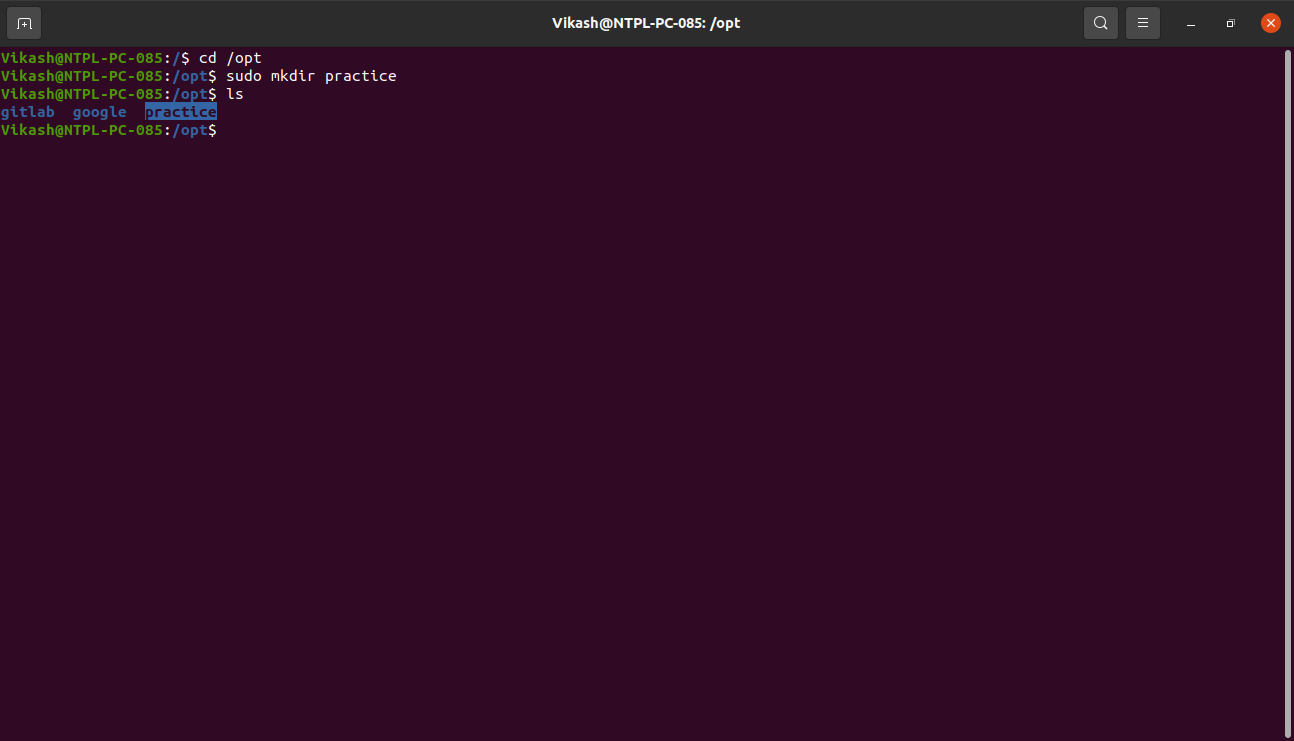 Vikash@NTPL-PC-085: /opt
Vikash@NTPL-PC-085:/$ cd /opt
Vikash@NTPL-PC-085:/opt$ sudo mkdir practice
Vikash@NTPL-PC-085:/opt$ ls
gitlab  google  practice
Vikash@NTPL-PC-085:/opt$